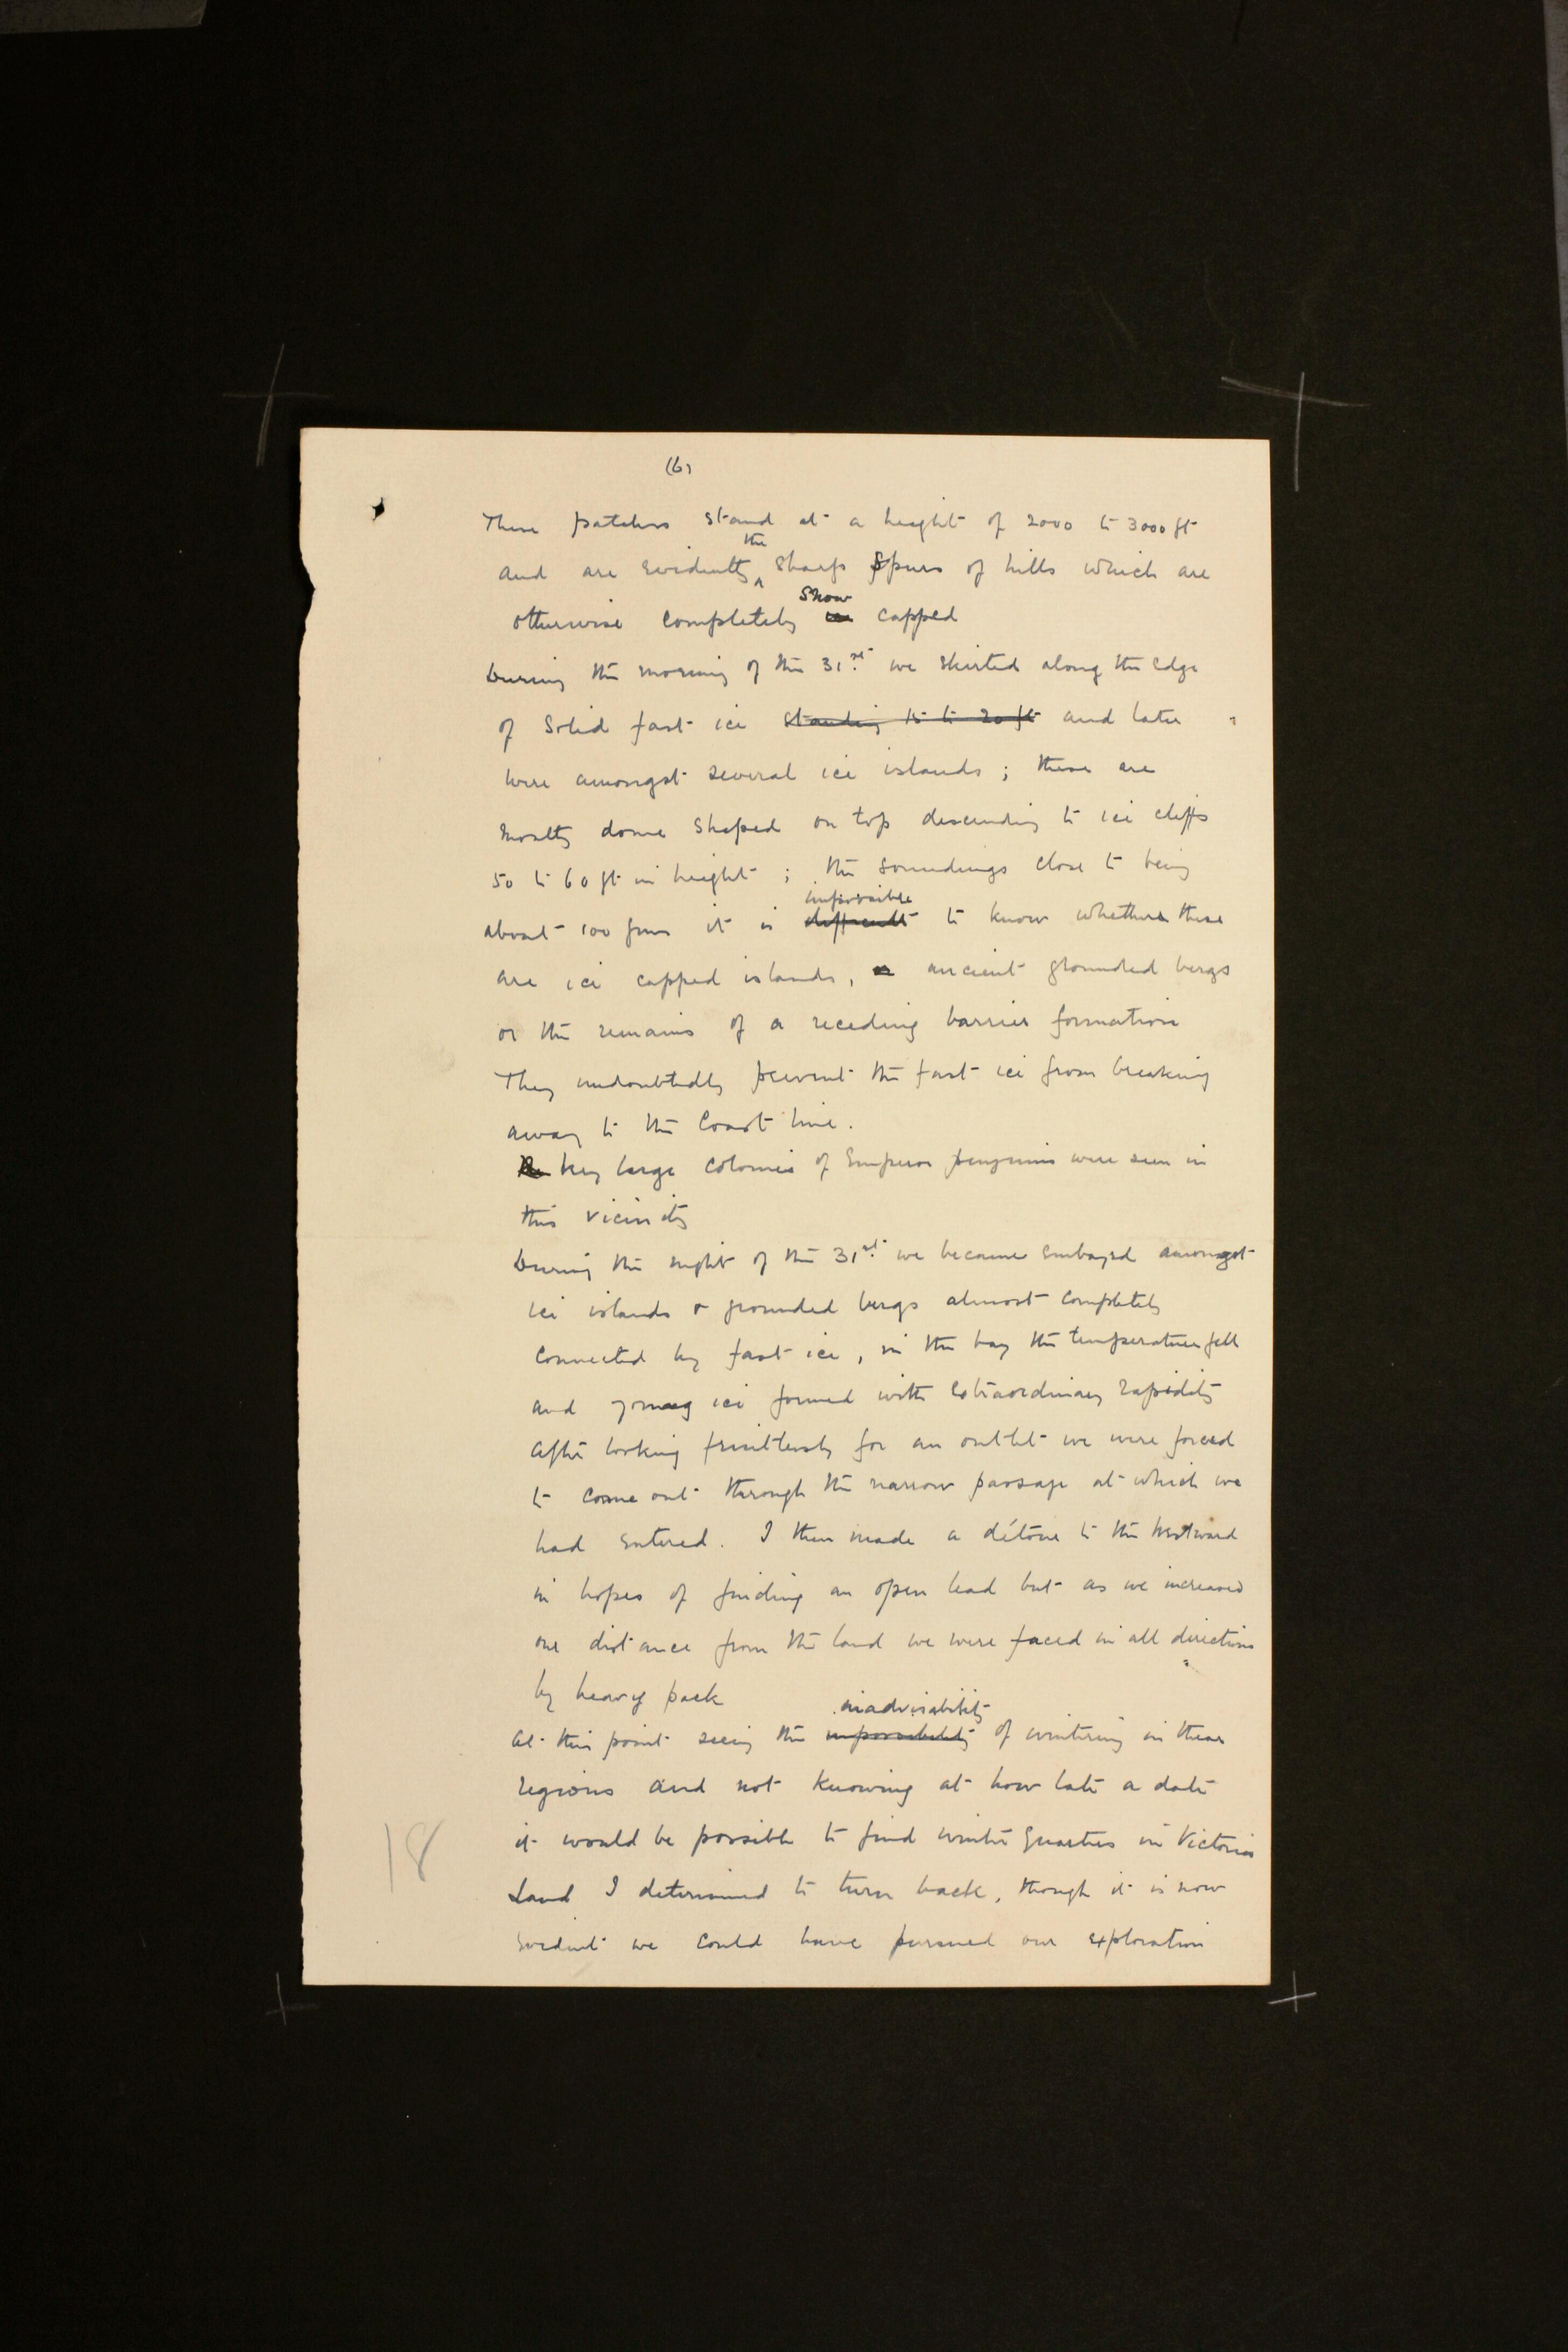 (6)
These patches stand at a height of 2000 to 3000 ft
the
and are evidently ^ sharp spurs of hills which are
snow
otherwise completely ice capped
During the morning of the 31st. we skirted along the edge
of solid fast ice standing 15 to 20 ft and later
were amongst several ice islands ; these are
mostly dome shaped on top descending to ice cliffs
50 to 60 ft in height ; the soundings close to being
impossible
about 100 fms it is difficult to know whether these
are ice capped islands, or ancient grounded bergs
or the remains of a receding barrier formation
They undoubtedly prevent the fast ice from breaking
away to the Coast line.
Very large colonies of Emperor penguins were seen in
this vicinity
During the night of the 31st. we became embayed amongst
ice islands & grounded bergs almost completely
connected by fast ice, in the bay the temperature fell
and young ice formed with extraordinary rapidity
after looking fruitlessly for an outlet we were forced
to come out through the narrow passage at which we
had entered. I then made a détour to the Westward
in hopes of finding an open lead but as we increased
our distance from the land we were faced in all directions
by heavy pack
inadvisability
at this point seeing the impossibility of wintering in these
regions and not knowing at how late a date
it would be possible to find winter quarters in Victoria
Land I determined to turn back, though it is now
evident we could have pursued our exploration
18